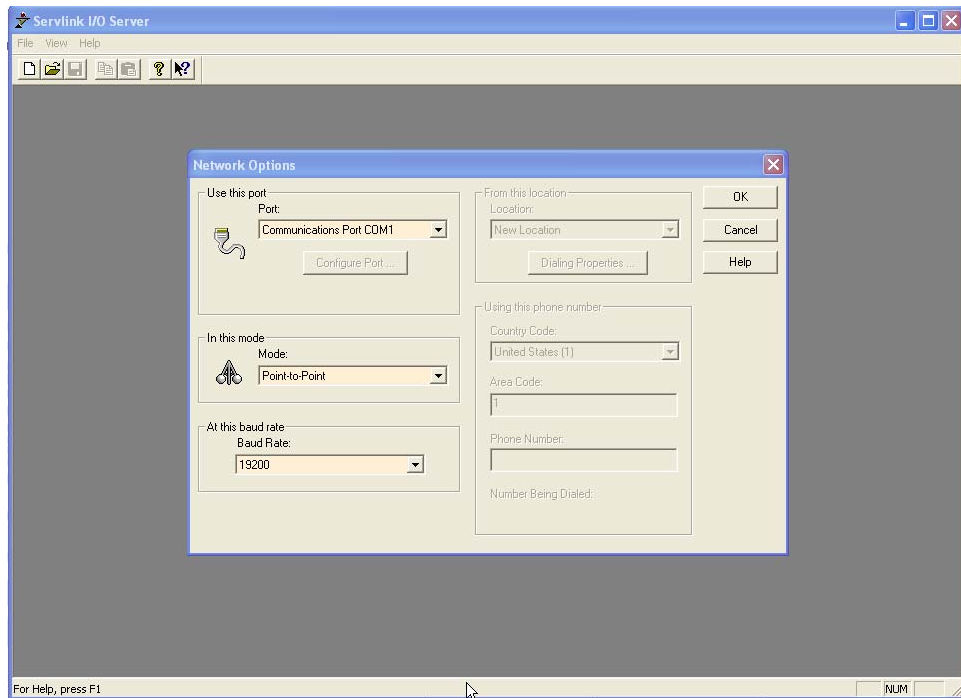 Servlink I/O Server
File View Help
Network Options
Use this port
Port:
Communications Port COM1
Configure Port ...
In this mode
Mode:
Point-to-Point
At this baud rate
Baud Rate:
19200
From this location
Location:
New Location
Dialing Properties ...
Using this phone number
Country Code:
United States (1)
Area Code:
1
Phone Number:
Number Being Dialed:
OK
Cancel
Help
For Help, press F1
NUM